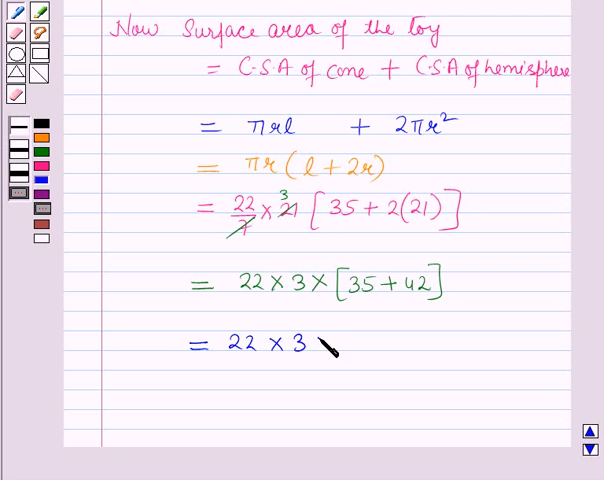 Now Surface area of the toy
= C.S.A of cone + C.S.A of hemisphere
= πrl + 2πr²
= πr (l + 2r)
= 22/7 × 3 21 [35 + 2(21)]
= 22 × 3 × [35 + 42]
= 22 × 3